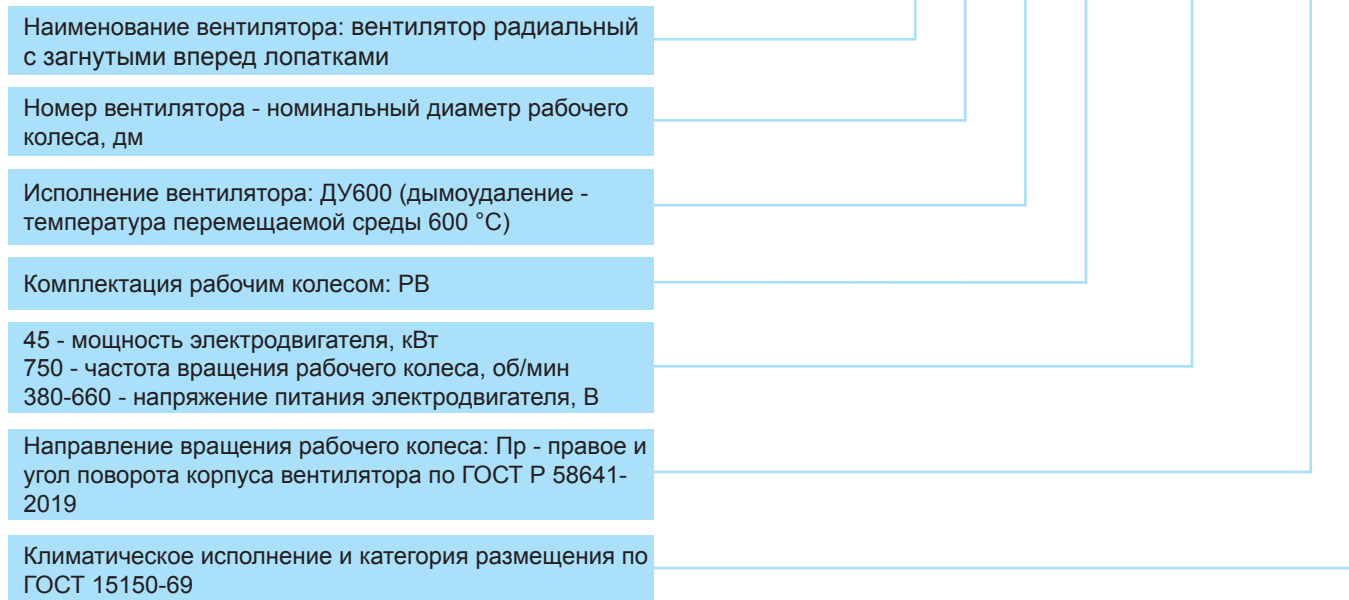 Наименование вентилятора: вентилятор радиальный
с загнутыми вперед лопатками
Номер вентилятора - номинальный диаметр рабочего
колеса, дм
Исполнение вентилятора: ДУ600 (дымоудаление -
температура перемещаемой среды 600 °С)
Комплектация рабочим колесом: РВ
45 - мощность электродвигателя, кВт
750 - частота вращения рабочего колеса, об/мин
380-660 - напряжение питания электродвигателя, В
Направление вращения рабочего колеса: Пр - правое и
угол поворота корпуса вентилятора по ГОСТ Р 58641-
2019
Климатическое исполнение и категория размещения по
ГОСТ 15150-69